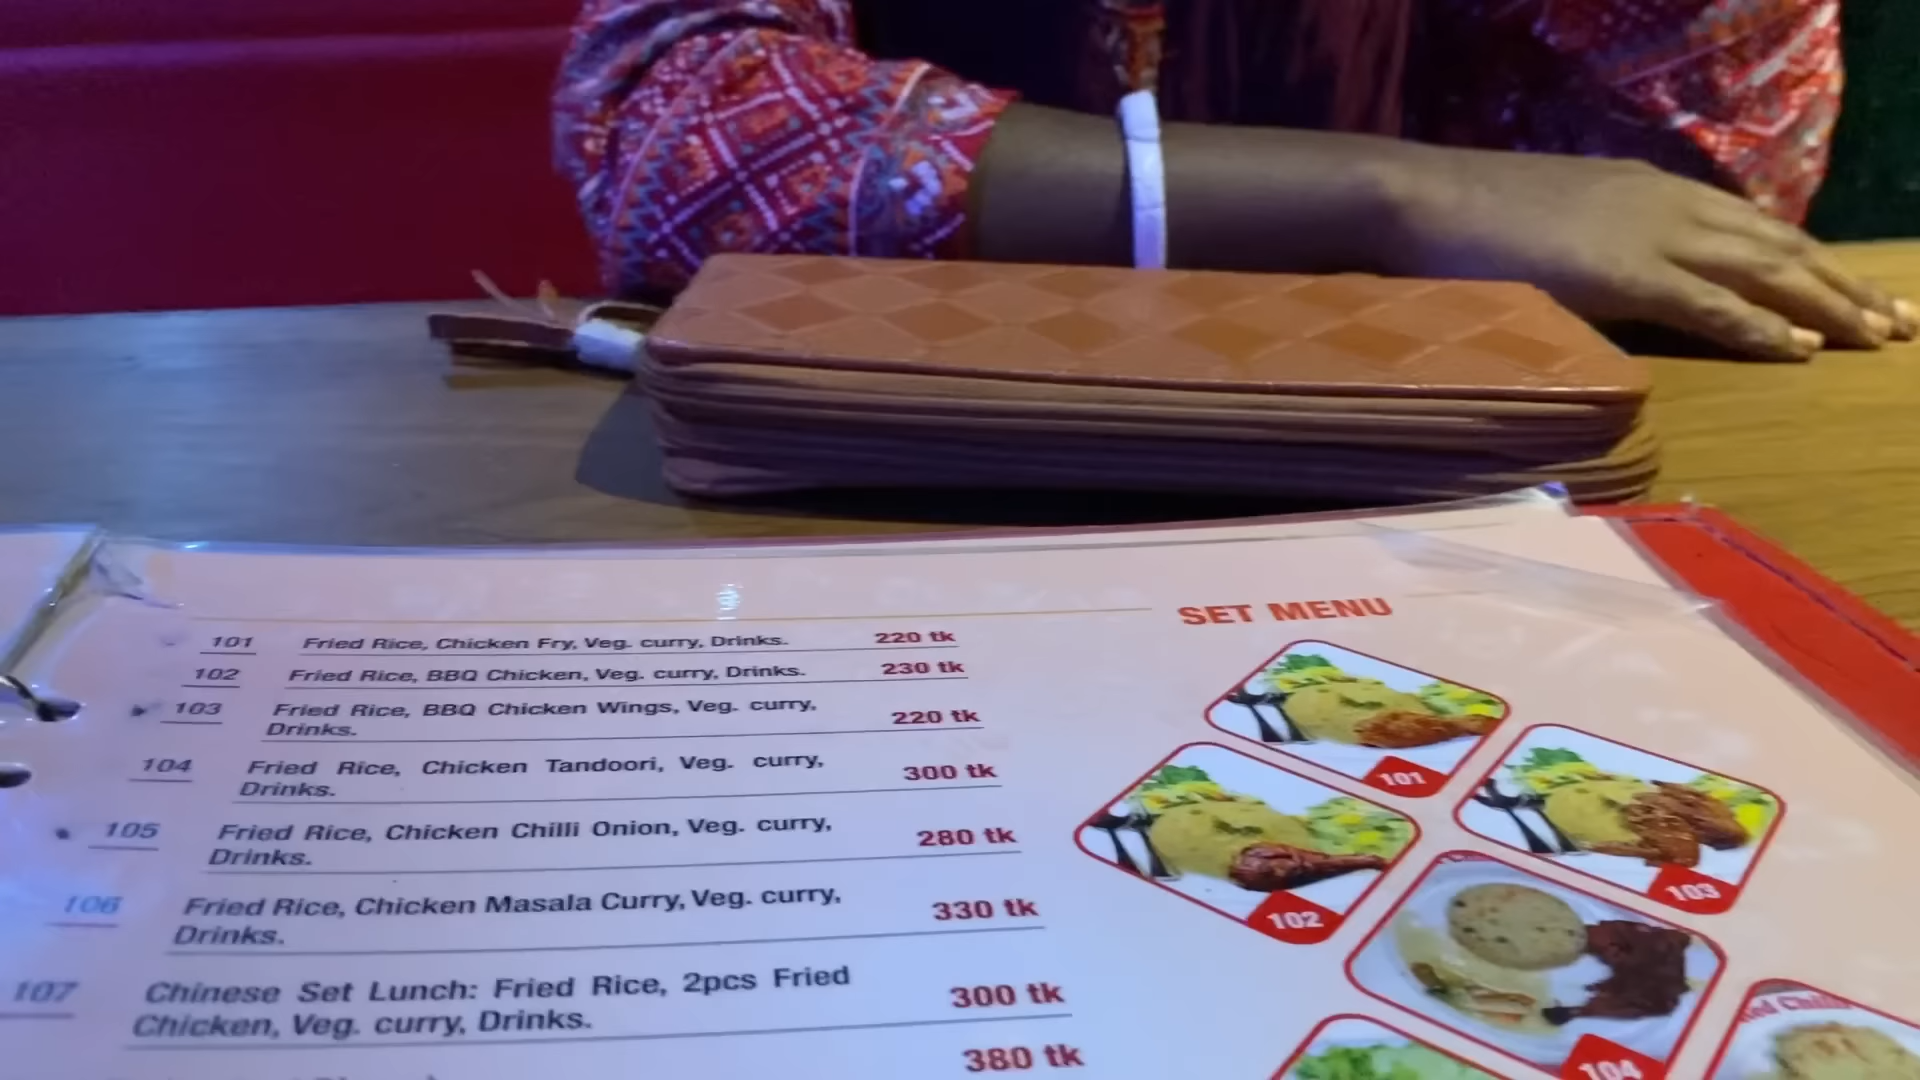 SET MENU
101 Fried Rice, Chicken Fry, Veg. curry, Drinks. 220 tk
102 Fried Rice, BBQ Chicken, Veg. curry, Drinks. 230 tk
103 Fried Rice, BBQ Chicken Wings, Veg. curry,
Drinks. 220 tk
104 Fried Rice, Chicken Tandoori, Veg. curry,
Drinks. 300 tk
105 Fried Rice, Chicken Chilli Onion, Veg. curry,
Drinks. 280 tk
106 Fried Rice, Chicken Masala Curry, Veg. curry,
Drinks. 330 tk
107 Chinese Set Lunch: Fried Rice, 2pcs Fried
Chicken, Veg. curry, Drinks. 300 tk
380 tk
101
102
103
104